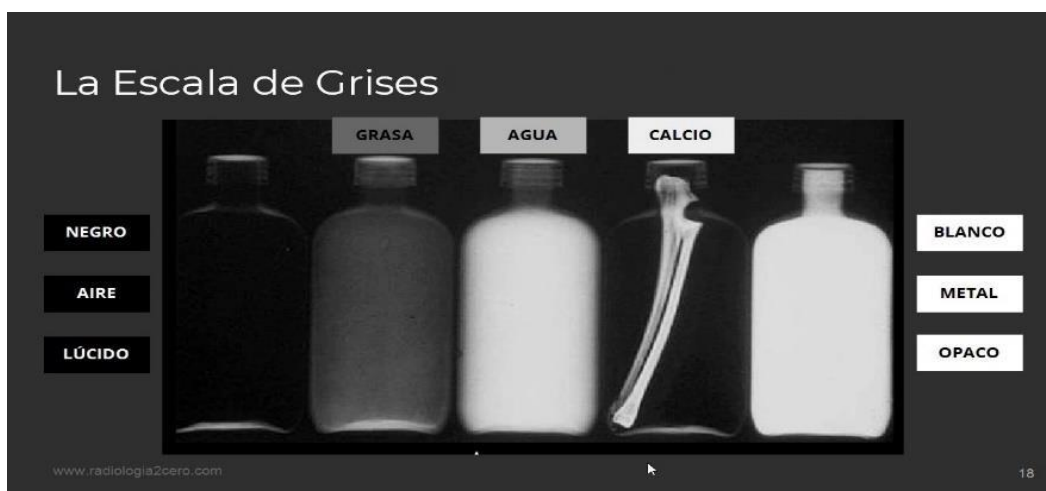 La Escala de Grises
GRASA
AGUA
CALCIO
NEGRO
AIRE
LÚCIDO
BLANCO
METAL
OPACO
www.radiologia2cero.com
18